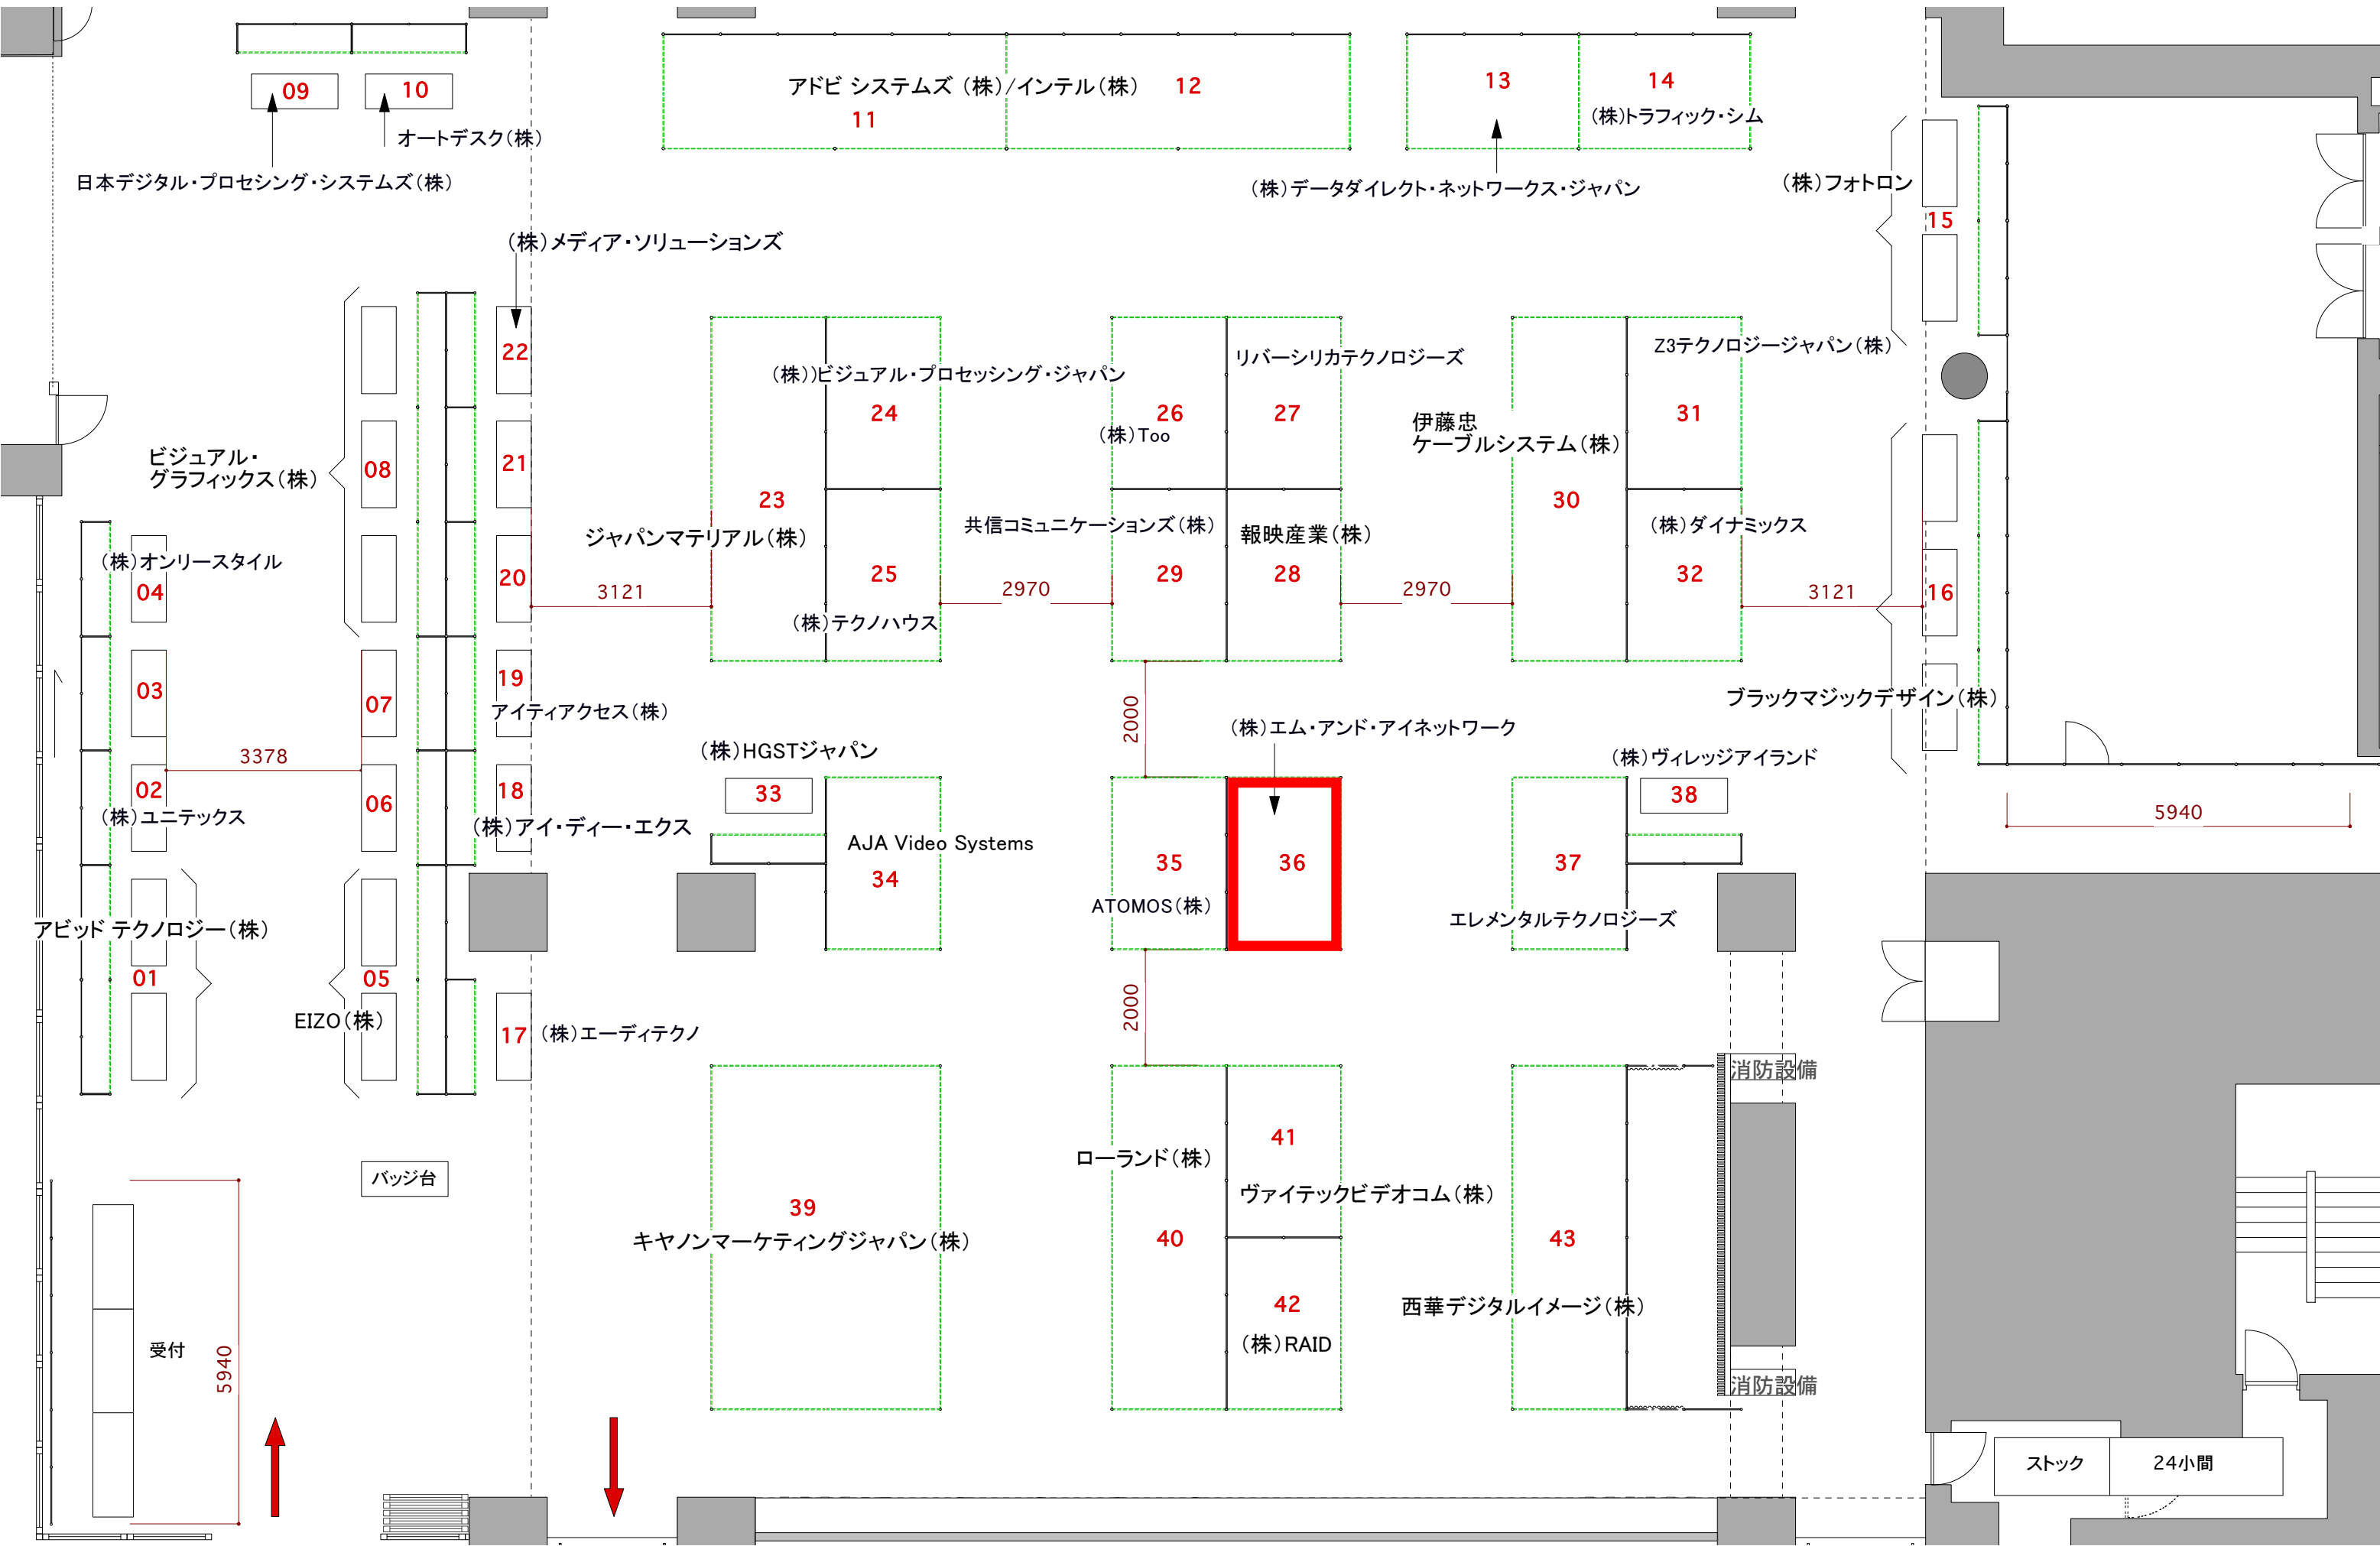 09
10
オートデスク(株)
日本デジタル・プロセシング・システムズ(株)
アドビ システムズ (株)/インテル(株)
11
12
13
14
(株)トラフィック・シム
(株)データダイレクト・ネットワークス・ジャパン
(株)フォトロン
15
(株)メディア・ソリューションズ
22
21
20
19
アイティアクセス(株)
18
(株)アイ・ディー・エクス
17
(株)エーディテクノ
ビジュアル・
グラフィックス(株)
08
07
06
05
EIZO(株)
(株)オンリースタイル
04
03
02
(株)ユニテックス
アビッド テクノロジー(株)
01
3378
3121
23
ジャパンマテリアル(株)
(株))ビジュアル・プロセッシング・ジャパン
24
25
(株)テクノハウス
2970
26
(株)Too
リバーシリカテクノロジーズ
27
共信コミュニケーションズ(株)
29
報映産業(株)
28
2970
伊藤忠
ケーブルシステム(株)
30
Z3テクノロジージャパン(株)
31
(株)ダイナミックス
32
3121
16
ブラックマジックデザイン(株)
5940
2000
(株)HGSTジャパン
33
AJA Video Systems
34
35
ATOMOS(株)
(株)エム・アンド・アイネットワーク
36
37
エレメンタルテクノロジーズ
(株)ヴィレッジアイランド
38
2000
39
キヤノンマーケティングジャパン(株)
ローランド(株)
40
41
ヴァイテックビデオコム(株)
42
(株)RAID
43
西華デジタルイメージ(株)
消防設備
消防設備
バッジ台
受付
5940
ストック
24小間